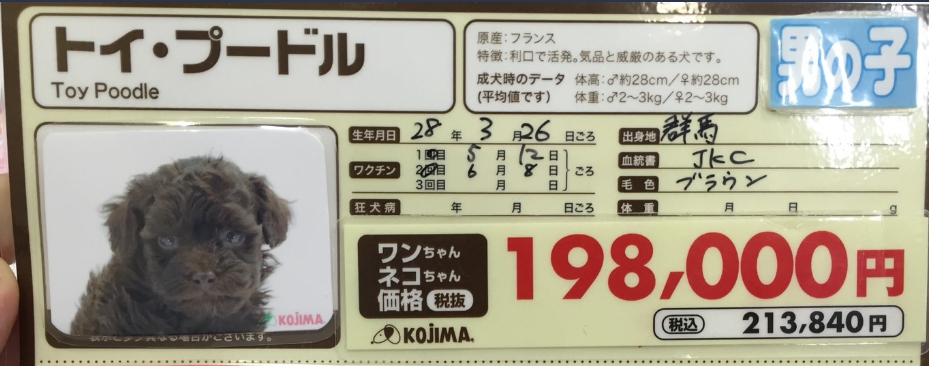 トイ・プードル
Toy Poodle
原産：フランス
特徴：利口で活発。気品と威厳のある犬です。
成犬時のデータ 体高：♂約28cm／♀約28cm
(平均値です) 体重：♂2〜3kg／♀2〜3kg
男の子
生年月日 28年 3月26日ごろ
ワクチン
1回目 5月 12日
2回目 6月 8日
3回目 月 日
ごろ
狂犬病 年 月 日ごろ
出身地 群馬
血統書 JKC
毛色 ブラウン
体重 月 日 g
KOJIMA
ワンちゃん
ネコちゃん
価格 税抜
198,000円
KOJIMA.
税込 213,840円